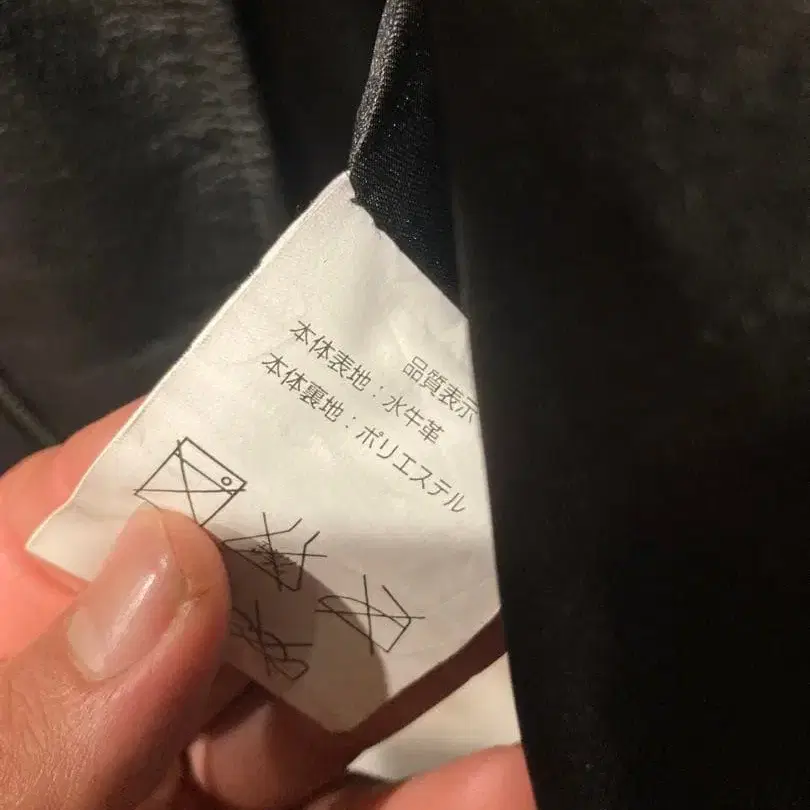 品質表示
本体表地：水牛革
本体裏地：ポリエステル